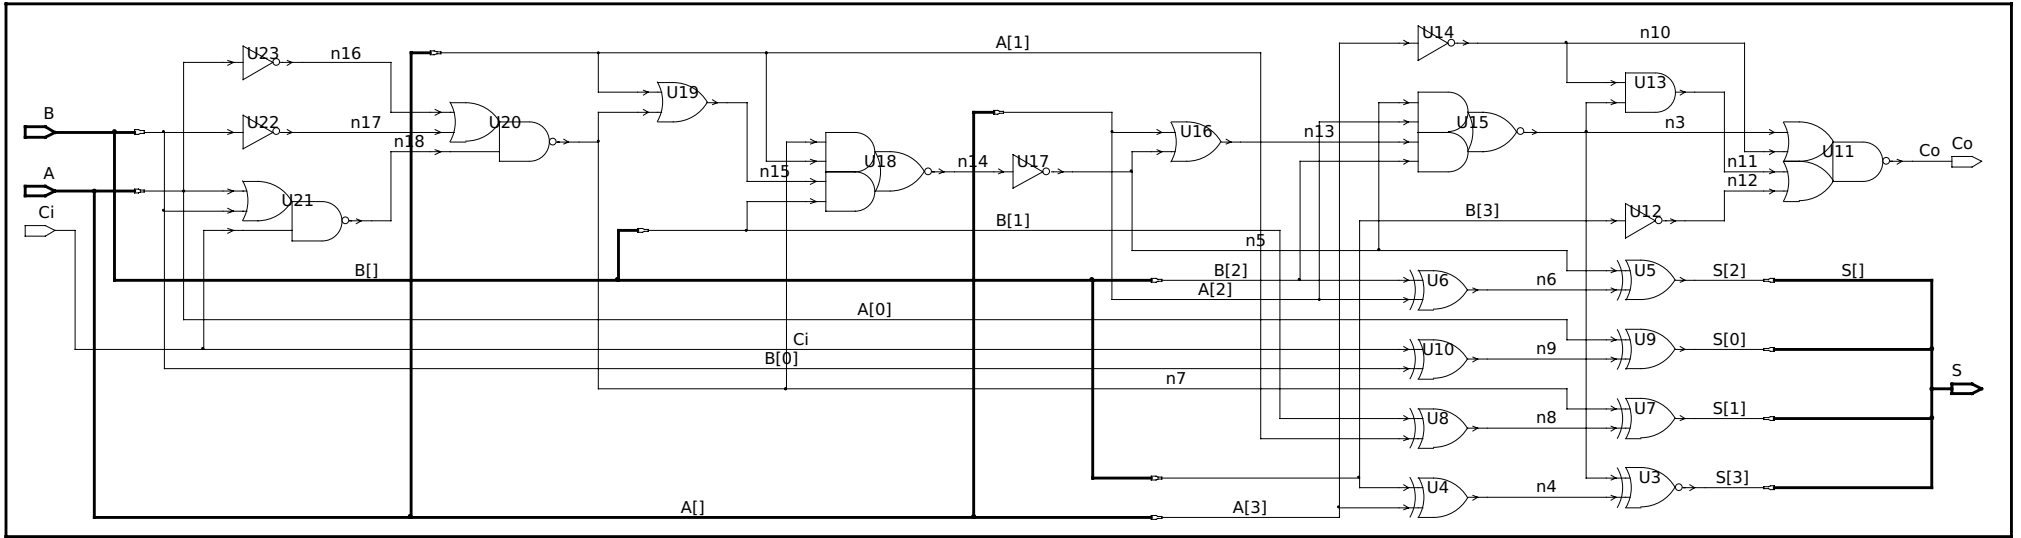 U14 n10
A[1]
U23 n16
U13
U19
B U22 n17 n18 U20 U16 n13 U15 n3 Co Co
n15 U18 n14 U17 n11 U11
A n12
U21
Ci B[3] U12
B[1]
n5
B[] B[2] U6 n6 U5 S[2] S[]
A[2]
A[0]
Ci U10 n9 U9 S[0]
B[0]
n7 S
U8 n8 U7 S[1]
U4 n4 U3 S[3]
A[] A[3]